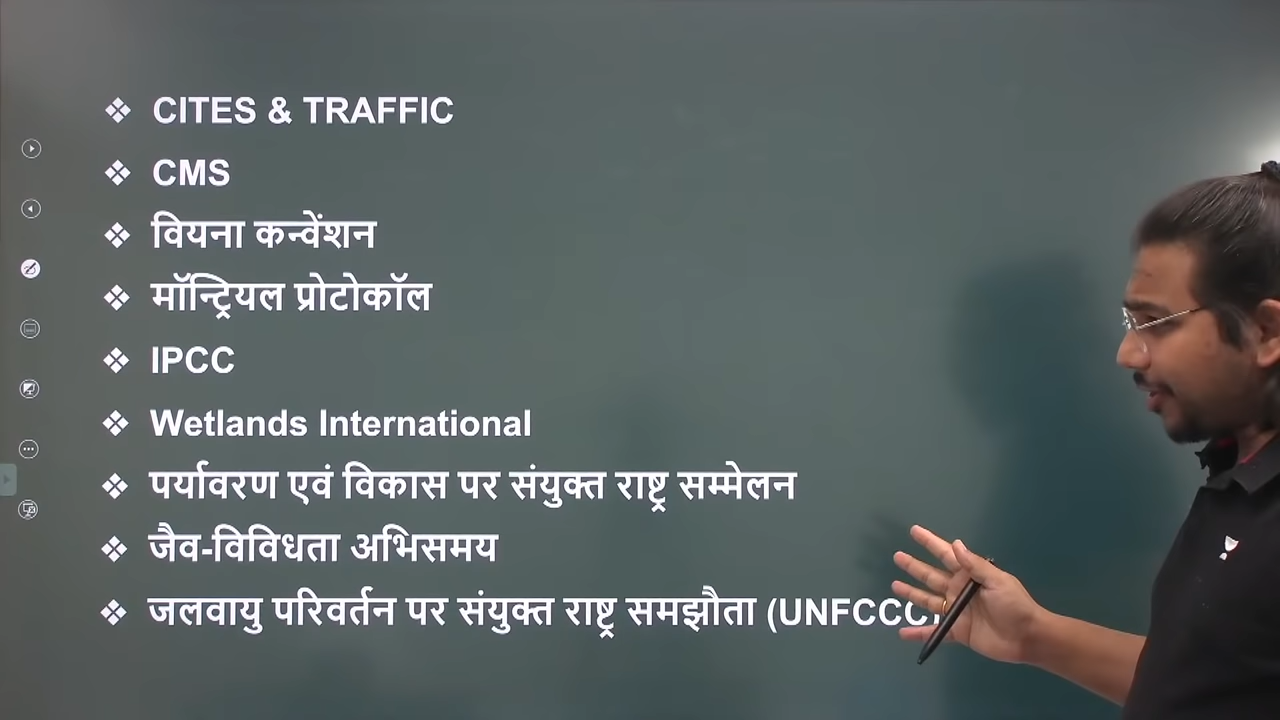 ❖ CITES & TRAFFIC
❖ CMS
❖ वियना कन्वेंशन
❖ मॉन्ट्रियल प्रोटोकॉल
❖ IPCC
❖ Wetlands International
❖ पर्यावरण एवं विकास पर संयुक्त राष्ट्र सम्मेलन
❖ जैव-विविधता अभिसमय
❖ जलवायु परिवर्तन पर संयुक्त राष्ट्र समझौता (UNFCCC)